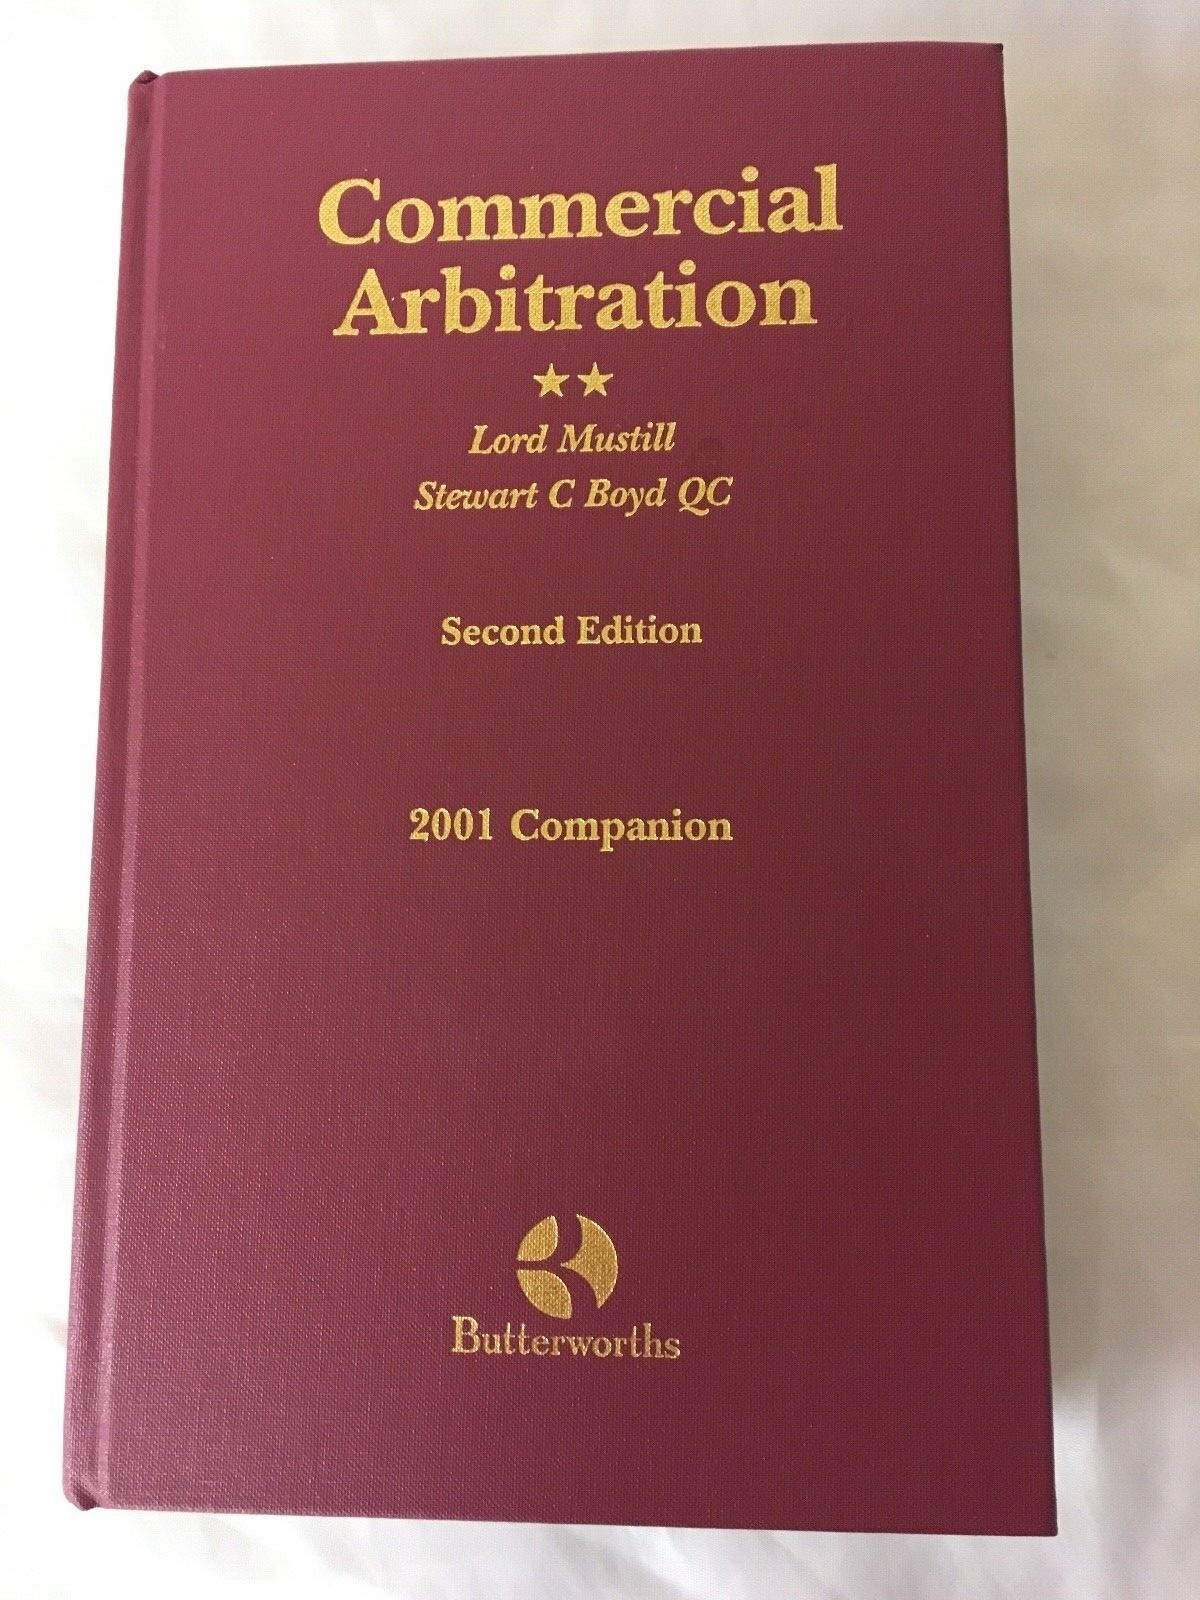 Commercial
Arbitration
★★
Lord Mustill
Stewart C Boyd QC
Second Edition
2001 Companion
Butterworths